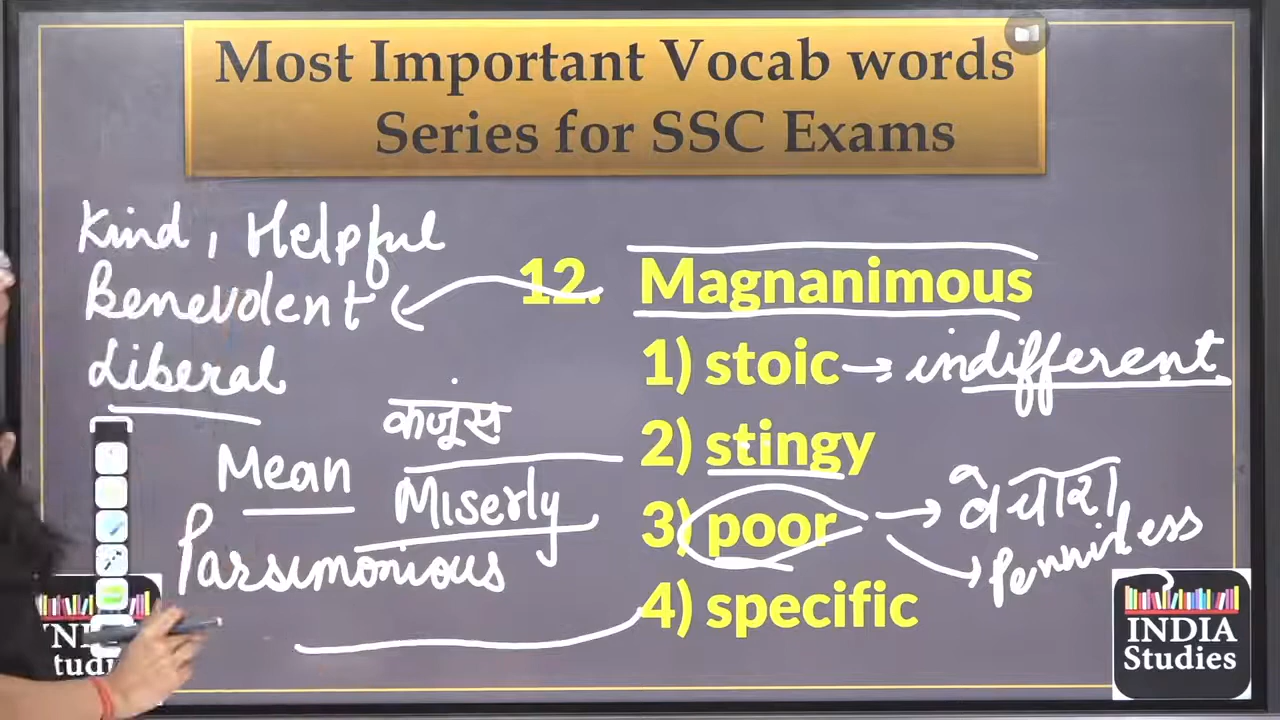 Most Important Vocab words
Series for SSC Exams
Kind, Helpful
Benevolent
Liberal
12. Magnanimous
1) stoic → indifferent
2) stingy
3) poor
4) specific
कंजूस
Mean
Miserly
Parsimonious
बेचारा
Penniless
INDIA
Studies